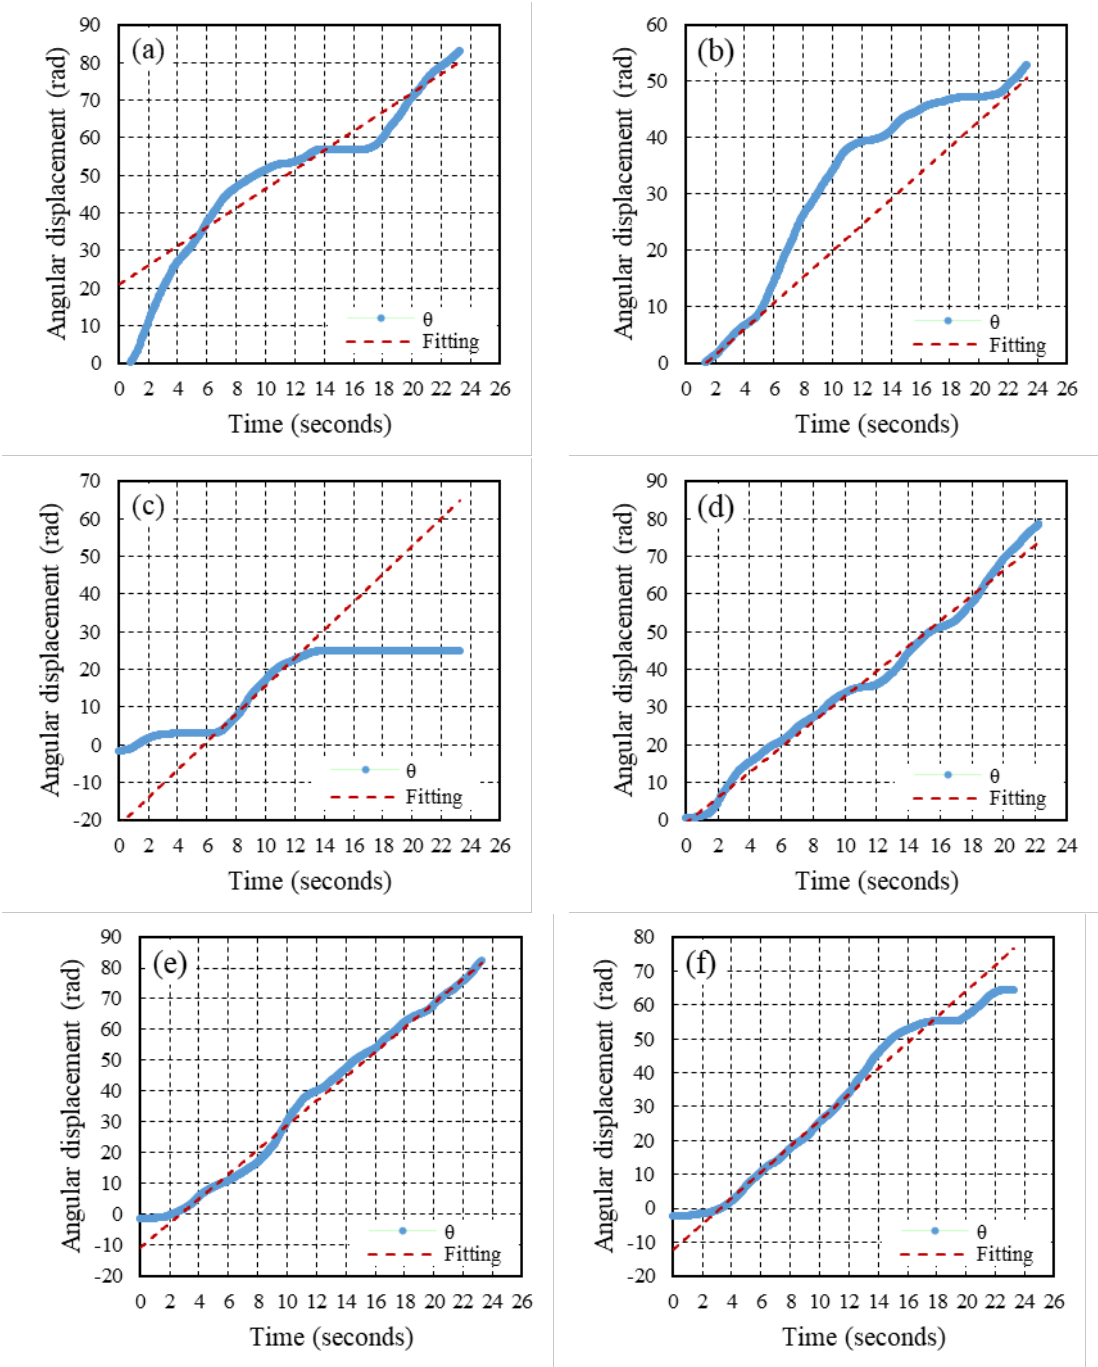 (a)
Angular displacement (rad)
90
80
70
60
50
40
30
20
10
0
θ
Fitting
0 2 4 6 8 10 12 14 16 18 20 22 24 26
Time (seconds)
(b)
Angular displacement (rad)
60
50
40
30
20
10
0
θ
Fitting
0 2 4 6 8 10 12 14 16 18 20 22 24 26
Time (seconds)
(c)
Angular displacement (rad)
70
60
50
40
30
20
10
0
-10
-20
θ
Fitting
0 2 4 6 8 10 12 14 16 18 20 22 24 26
Time (seconds)
(d)
Angular displacement (rad)
90
80
70
60
50
40
30
20
10
0
θ
Fitting
0 2 4 6 8 10 12 14 16 18 20 22 24
Time (seconds)
(e)
Angular displacement (rad)
90
80
70
60
50
40
30
20
10
0
-10
-20
θ
Fitting
0 2 4 6 8 10 12 14 16 18 20 22 24 26
Time (seconds)
(f)
Angular displacement (rad)
80
70
60
50
40
30
20
10
0
-10
-20
θ
Fitting
0 2 4 6 8 10 12 14 16 18 20 22 24 26
Time (seconds)